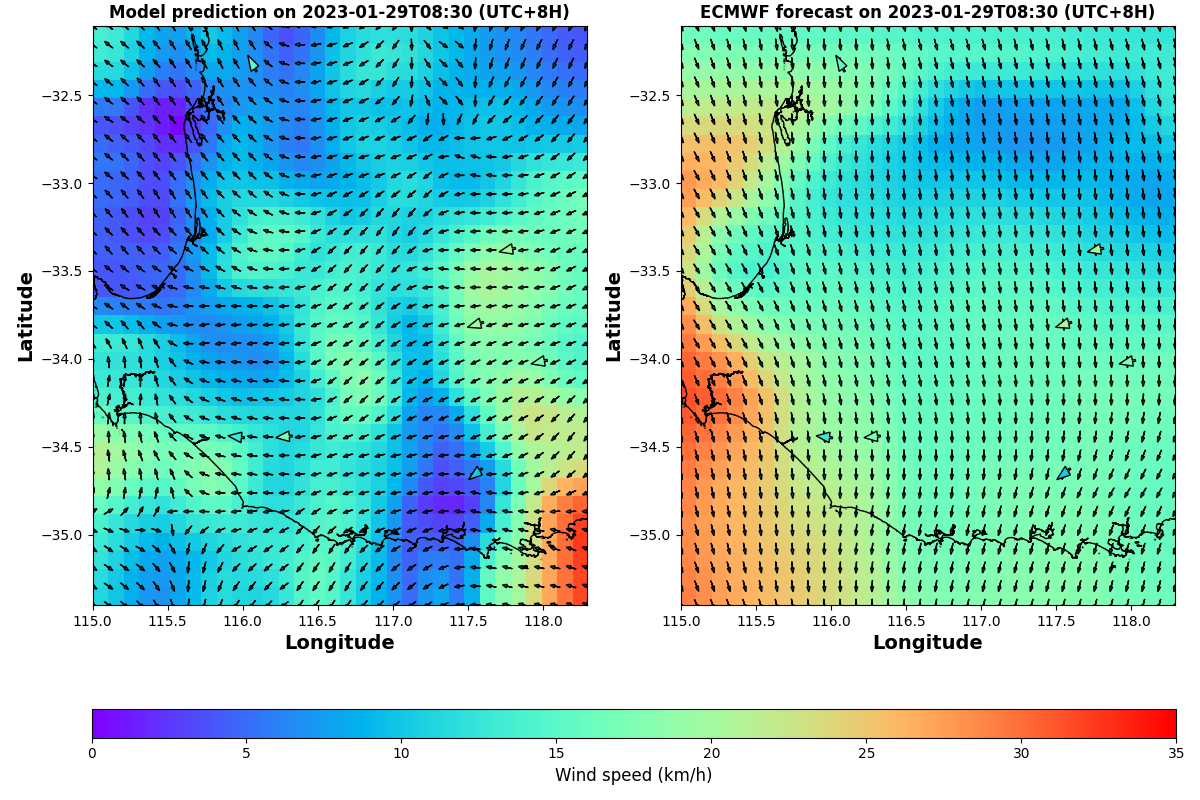 Model prediction on 2023-01-29T08:30 (UTC+8H)
ECMWF forecast on 2023-01-29T08:30 (UTC+8H)
Latitude
−32.5
−33.0
−33.5
−34.0
−34.5
−35.0
115.0 115.5 116.0 116.5 117.0 117.5 118.0
Longitude
Latitude
−32.5
−33.0
−33.5
−34.0
−34.5
−35.0
115.0 115.5 116.0 116.5 117.0 117.5 118.0
Longitude
0 5 10 15 20 25 30 35
Wind speed (km/h)